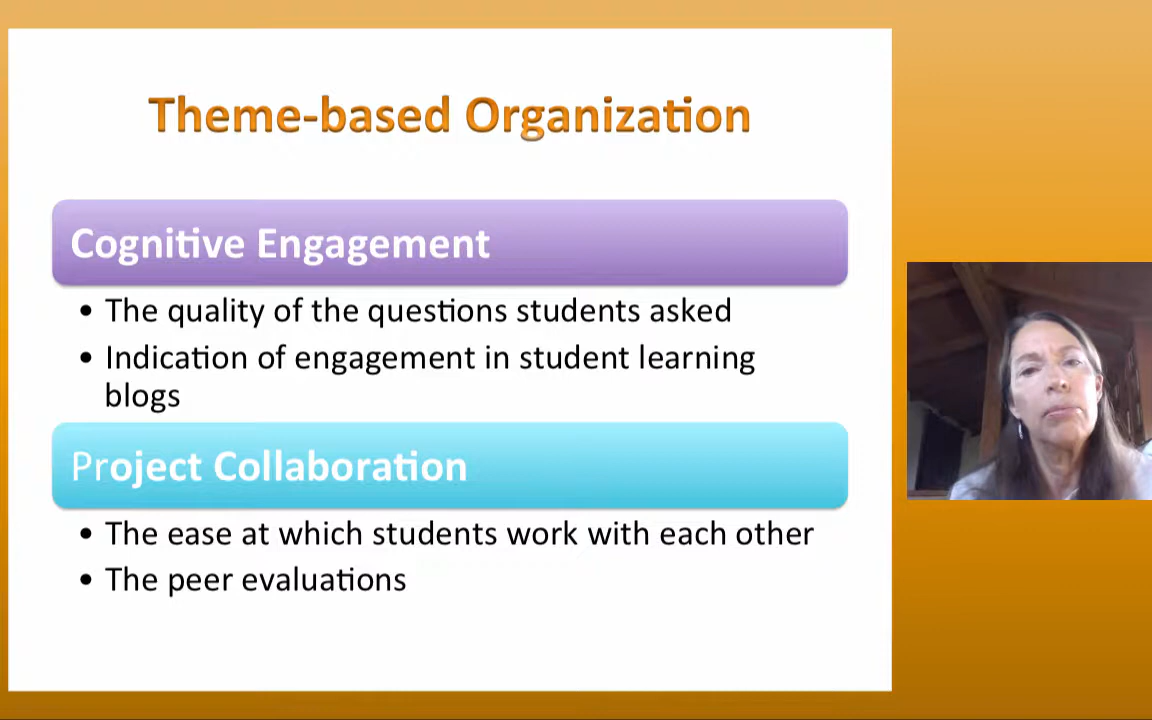 Theme-based Organization
Cognitive Engagement
• The quality of the questions students asked
• Indication of engagement in student learning
blogs
Project Collaboration
• The ease at which students work with each other
• The peer evaluations